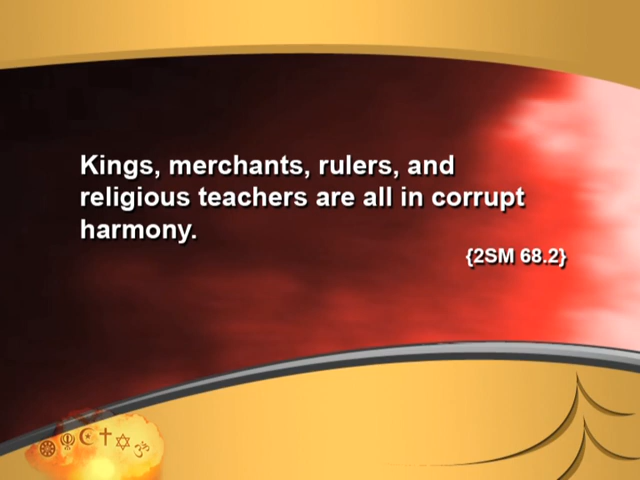 Kings, merchants, rulers, and
religious teachers are all in corrupt
harmony.
{2SM 68.2}